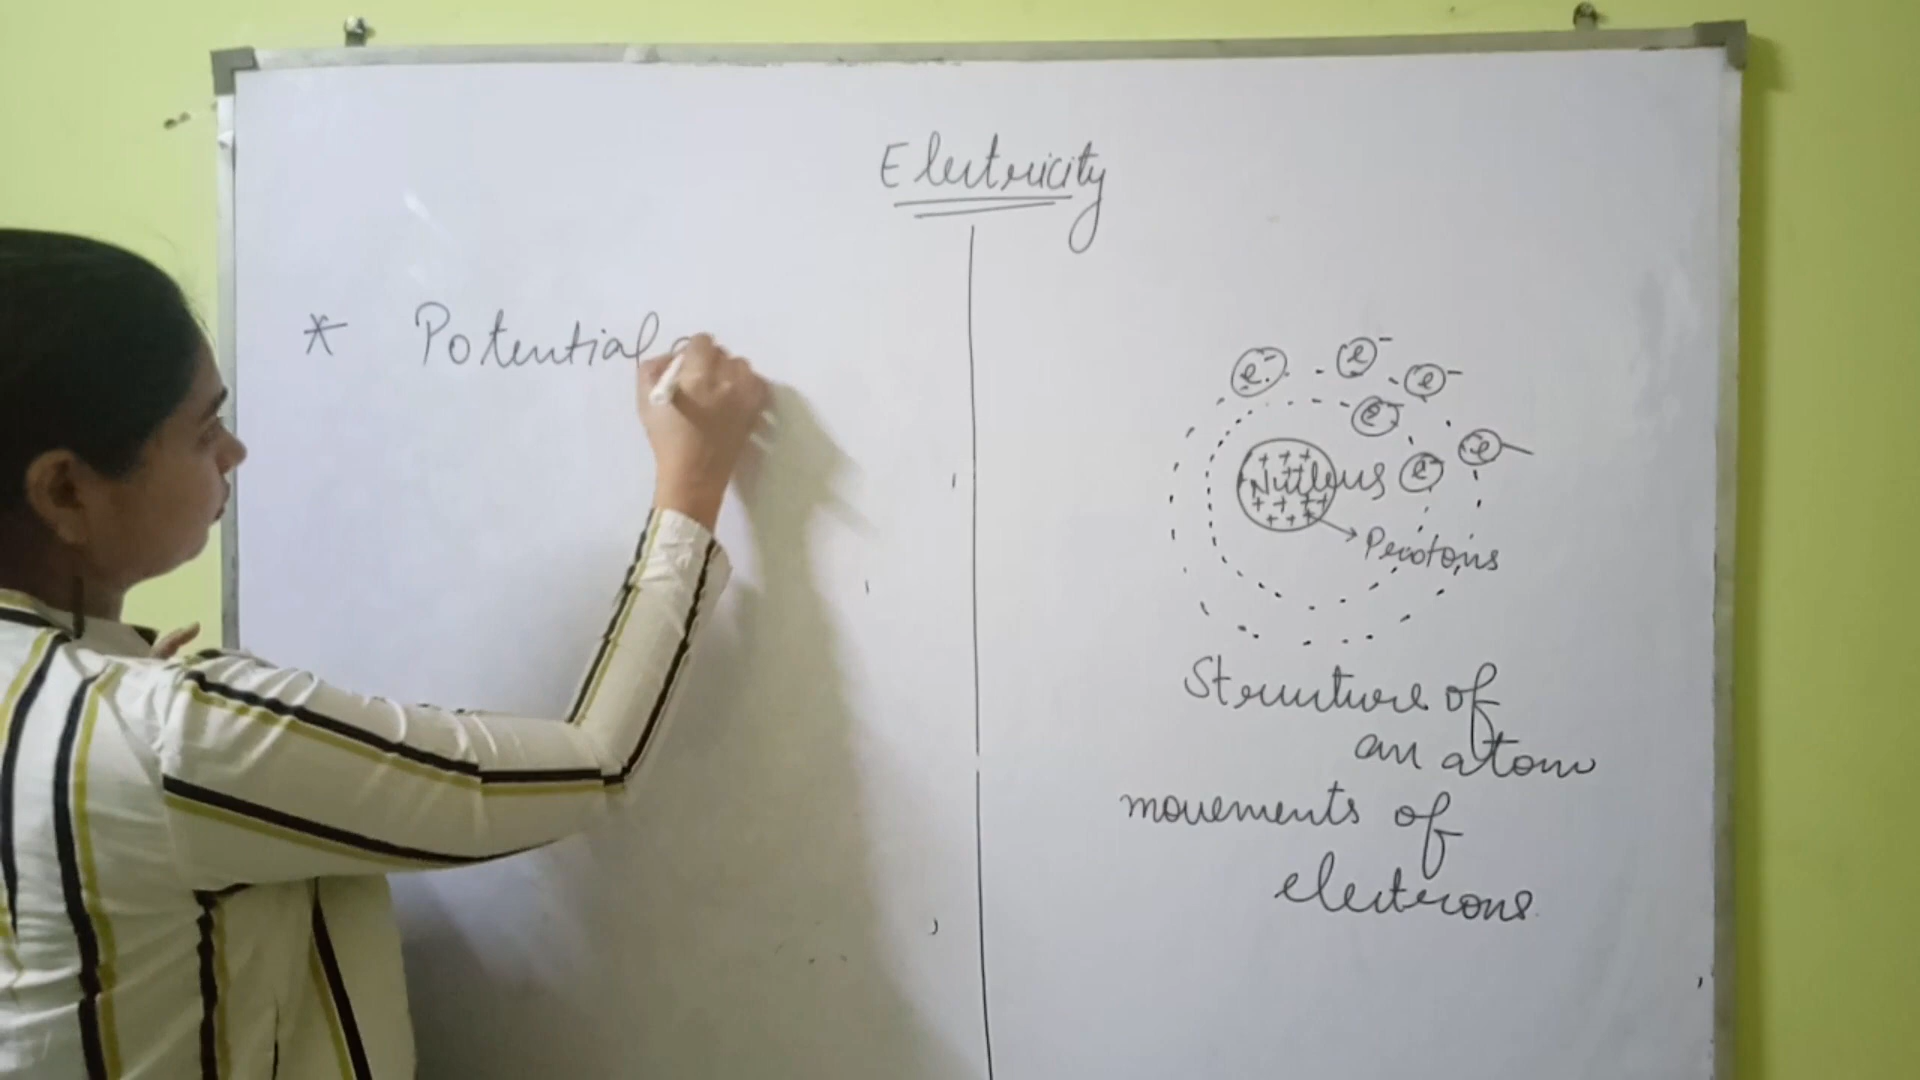 Electricity
* Potential
e⁻ e⁻ e⁻
e⁻
e⁻
Nucleus e⁻
+ + + +
+ + + +
+ + +
Protons
Structure of
an atom
movements of
electrons.